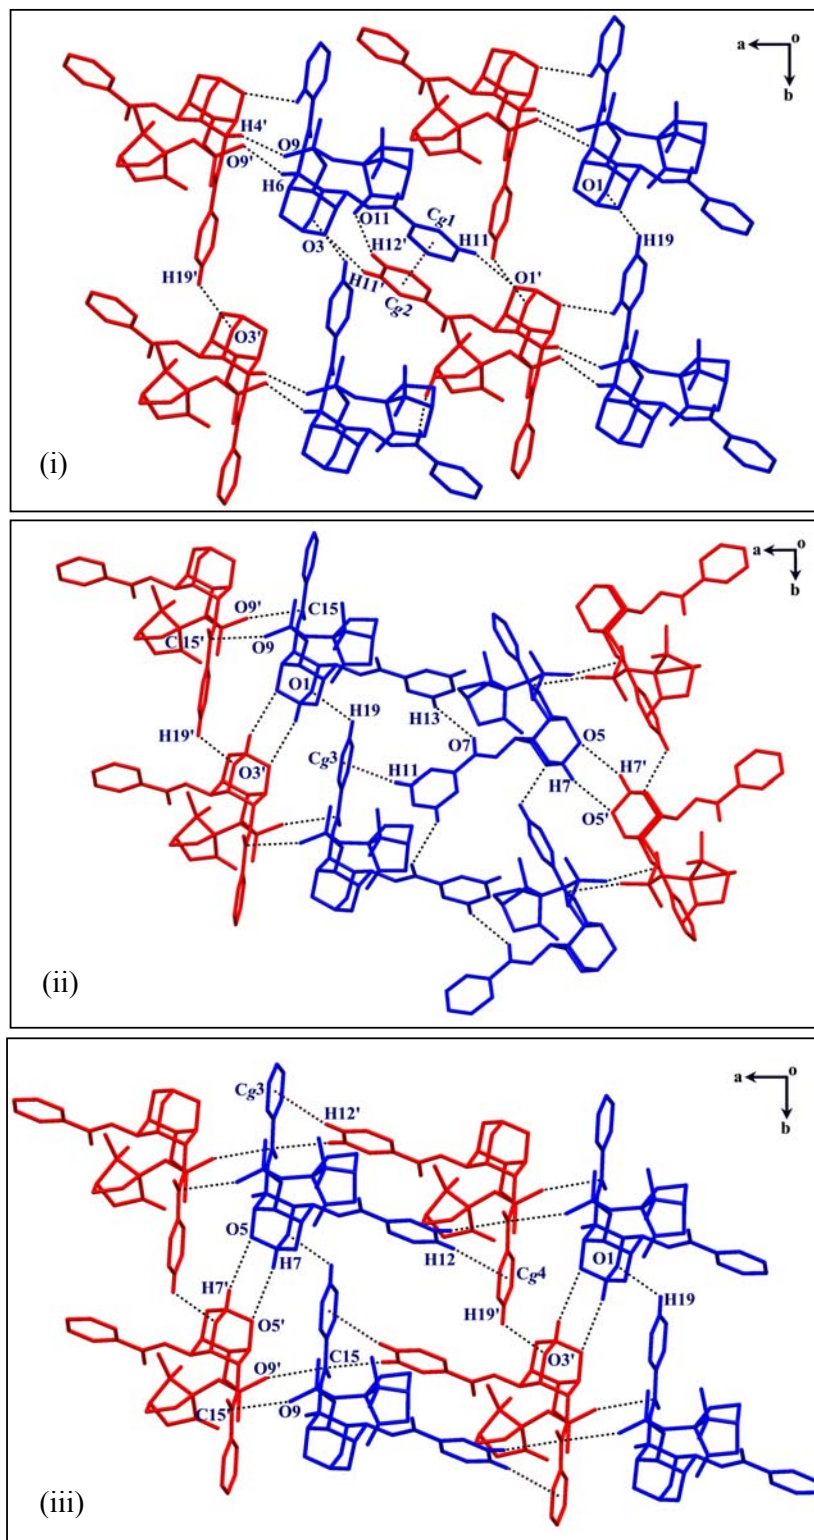 o
a
b
H4'
O9
O9'
H6
O1
O11
Cg1
H12'
H11
H19
O3
H11'
O1'
H19'
Cg2
O3'
(i)
o
a
b
O9'
C15
C15'
O9
O1
H19
H13
O5
H19'
O7
O3'
Cg3
H11
H7
H7'
O5'
(ii)
Cg3
o
a
H12'
b
O5
H7
O1
H12
Cg4
H7'
H19'
H19
O5'
C15
O3'
O9'
C15'
O9
(iii)